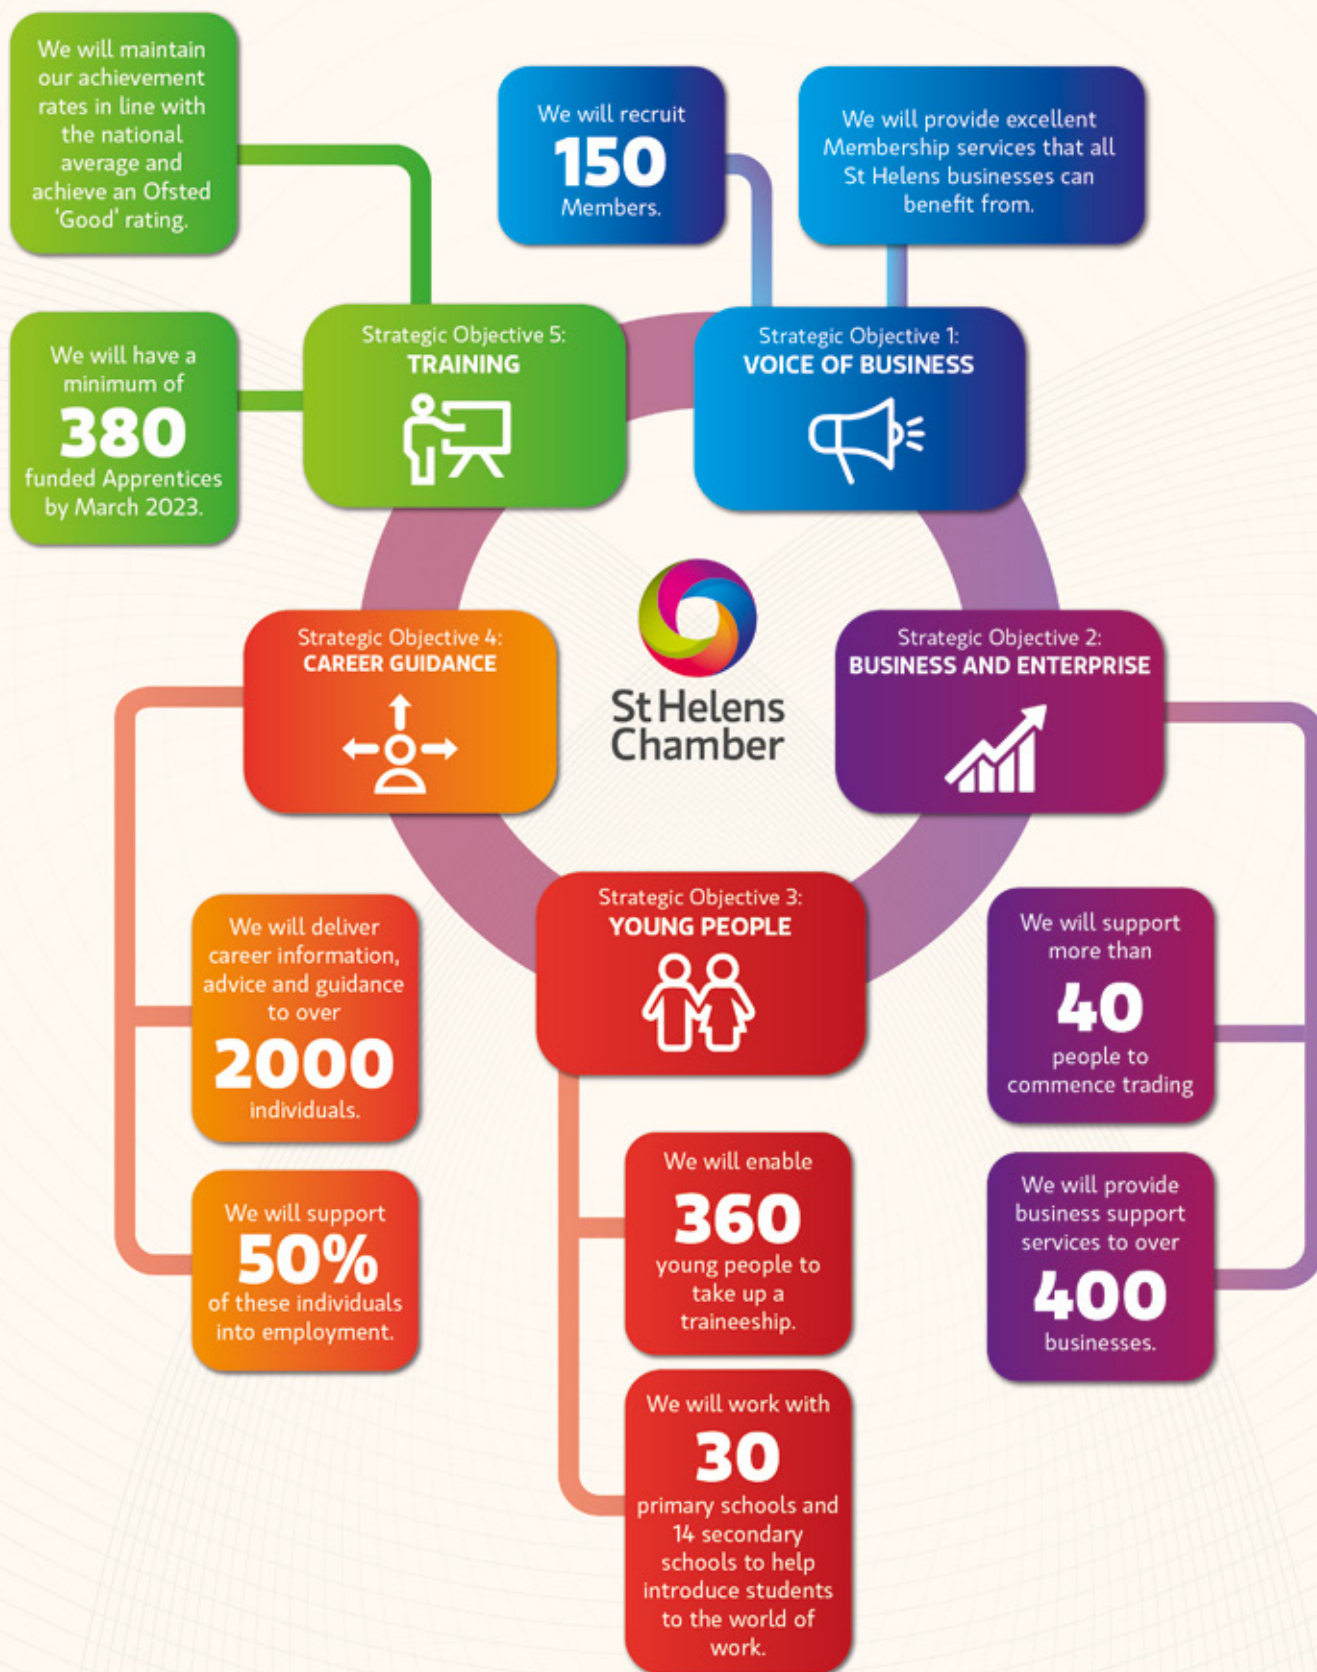 We will maintain
our achievement
rates in line with
the national
average and
achieve an Ofsted
'Good' rating.
We will recruit
150
Members.
We will provide excellent
Membership services that all
St Helens businesses can
benefit from.
We will have a
minimum of
380
funded Apprentices
by March 2023.
Strategic Objective 5:
TRAINING
Strategic Objective 1:
VOICE OF BUSINESS
Strategic Objective 4:
CAREER GUIDANCE
St Helens
Chamber
Strategic Objective 2:
BUSINESS AND ENTERPRISE
Strategic Objective 3:
YOUNG PEOPLE
We will deliver
career information,
advice and guidance
to over
2000
individuals.
We will support
50%
of these individuals
into employment.
We will enable
360
young people to
take up a
traineeship.
We will work with
30
primary schools and
14 secondary
schools to help
introduce students
to the world of
work.
We will support
more than
40
people to
commence trading
We will provide
business support
services to over
400
businesses.